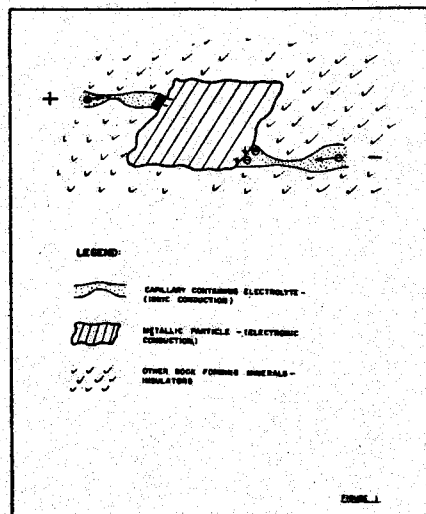 +
-
LEGEND:
CAPILLARY CONTAINING ELECTROLYTE-
(IONIC CONDUCTION)
METALLIC PARTICLE - (ELECTRONIC
CONDUCTION)
OTHER ROCK FORMING MINERALS-
INSULATORS
FIGURE 1